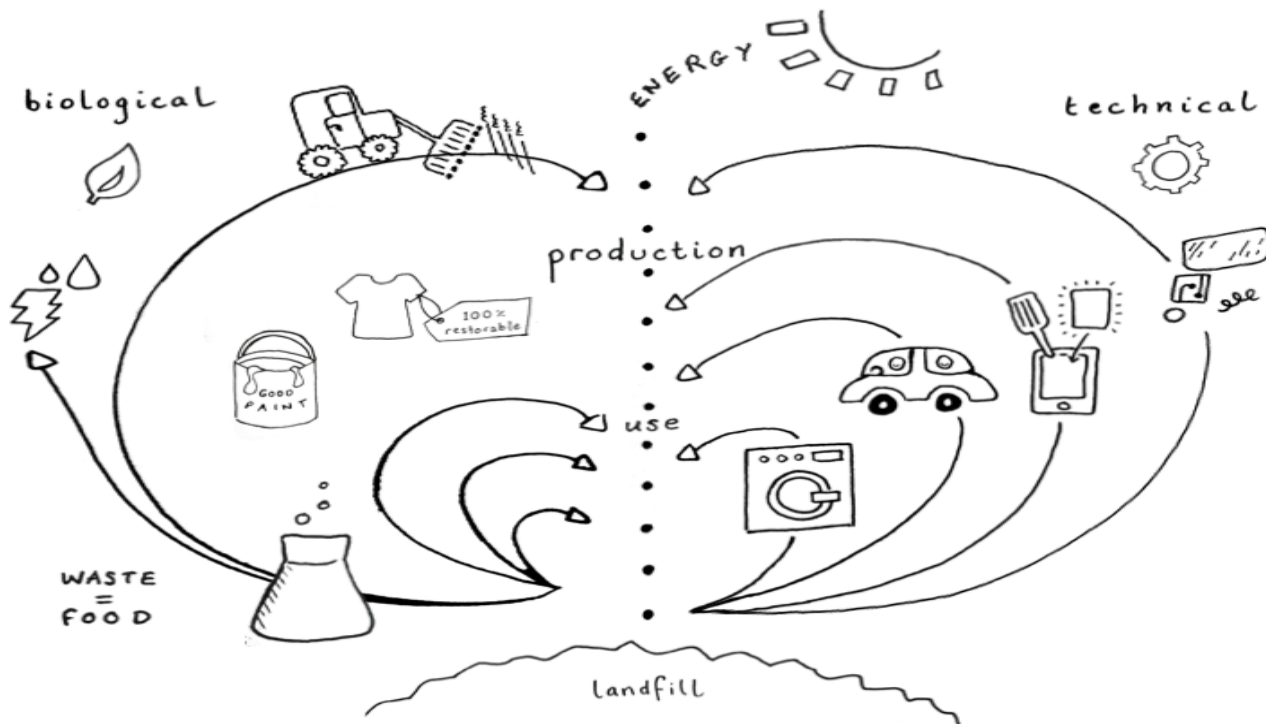 ENERGY
biological
technical
production
100%
restorable
GOOD
PAINT
use
WASTE
=
FOOD
landfill